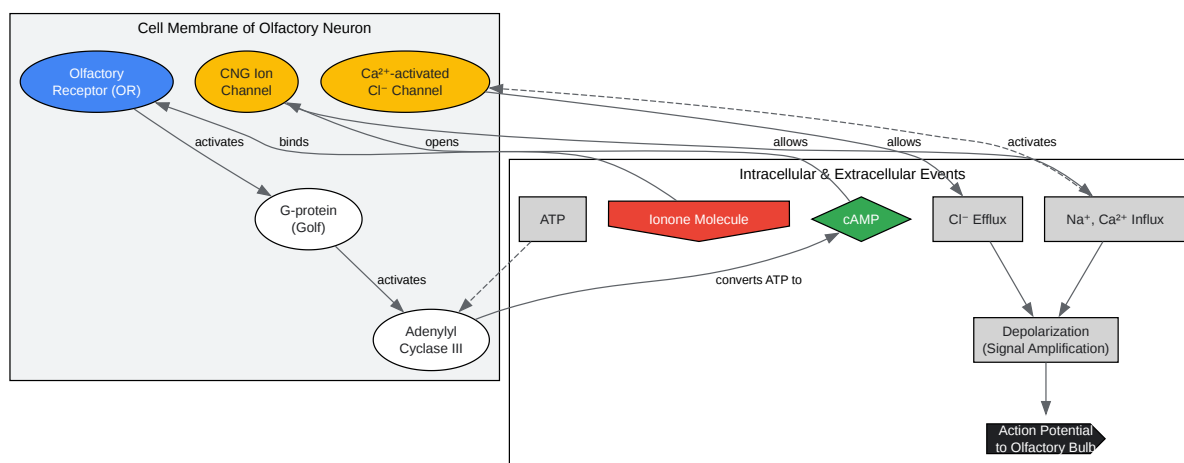 Cell Membrane of Olfactory Neuron
Olfactory
Receptor (OR)
CNG Ion
Channel
Ca²⁺-activated
Cl⁻ Channel
activates
binds
opens
allows
allows
activates
Intracellular & Extracellular Events
G-protein
(Golf)
ATP
Ionone Molecule
cAMP
Cl⁻ Efflux
Na⁺, Ca²⁺ Influx
activates
converts ATP to
Adenylyl
Cyclase III
Depolarization
(Signal Amplification)
Action Potential
to Olfactory Bulb